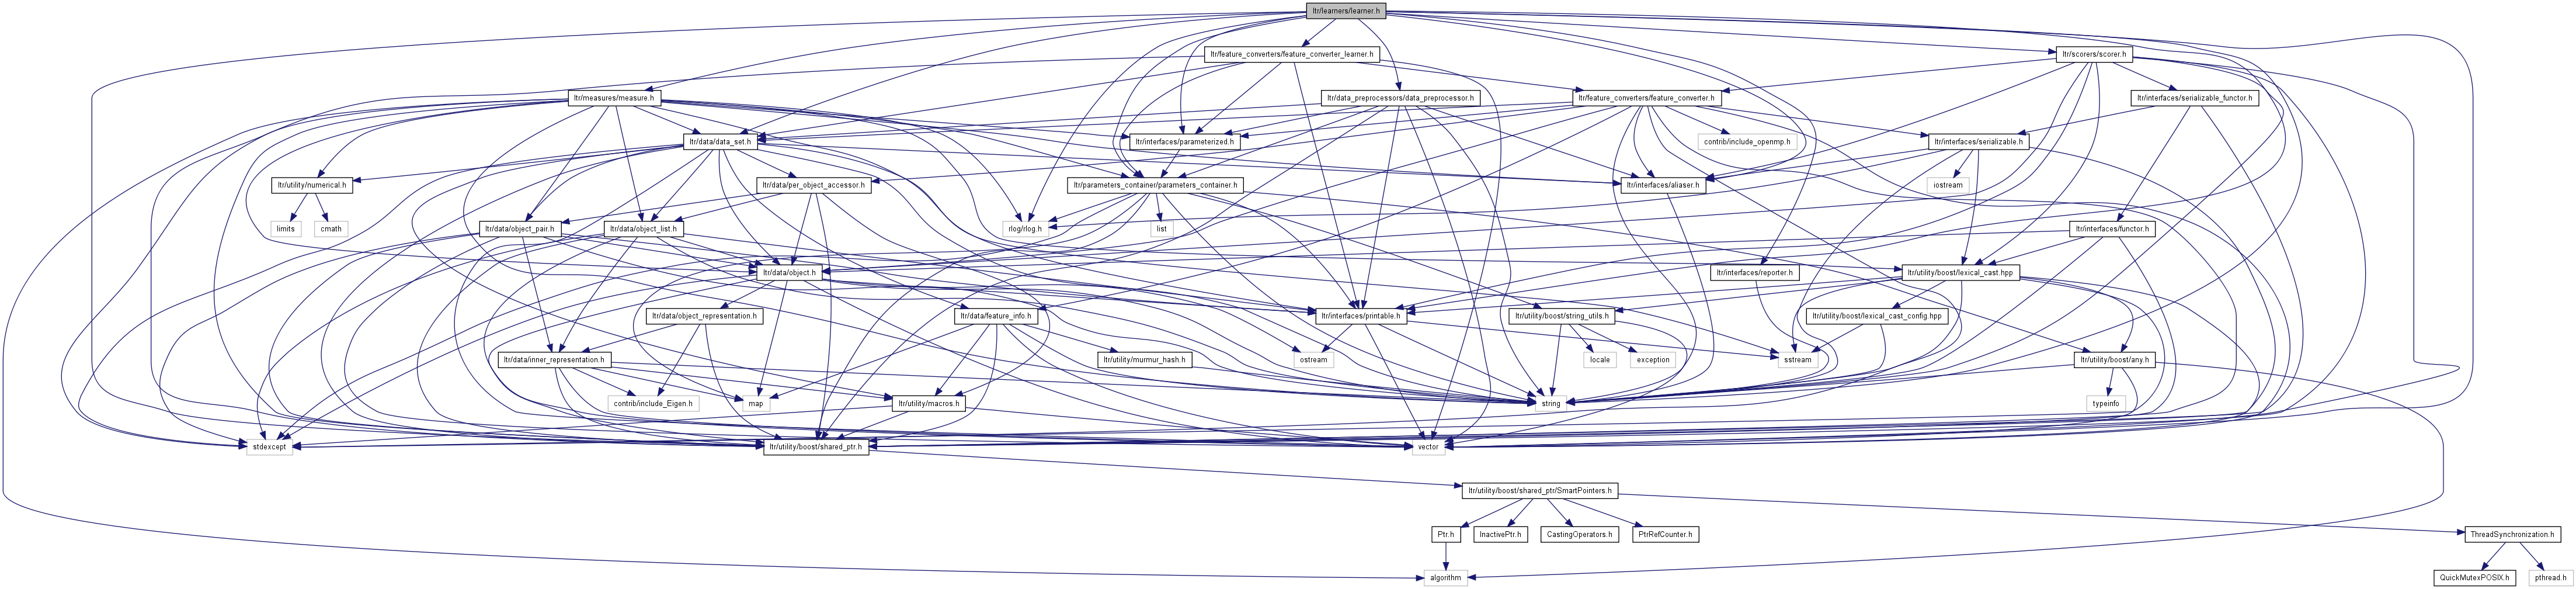 ltr/learners/learner.h
ltr/feature_converters/feature_converter_learner.h
ltr/scorers/scorer.h
ltr/measures/measure.h
ltr/data_preprocessors/data_preprocessor.h
ltr/feature_converters/feature_converter.h
ltr/interfaces/serializable_functor.h
ltr/data/data_set.h
ltr/interfaces/parameterized.h
contrib/include_openmp.h
ltr/interfaces/serializable.h
ltr/utility/numerical.h
ltr/data/per_object_accessor.h
ltr/parameters_container/parameters_container.h
ltr/interfaces/aliaser.h
iostream
limits
cmath
ltr/data/object_pair.h
ltr/data/object_list.h
rlog/rlog.h
list
ltr/interfaces/functor.h
ltr/data/object.h
ltr/interfaces/reporter.h
ltr/utility/boost/lexical_cast.hpp
ltr/data/object_representation.h
ltr/data/feature_info.h
ltr/interfaces/printable.h
ltr/utility/boost/string_utils.h
ltr/utility/boost/lexical_cast_config.hpp
ltr/data/inner_representation.h
ltr/utility/murmur_hash.h
ostream
locale
exception
sstream
ltr/utility/boost/any.h
contrib/include_Eigen.h
map
ltr/utility/macros.h
string
typeinfo
stdexcept
ltr/utility/boost/shared_ptr.h
vector
ltr/utility/boost/shared_ptr/SmartPointers.h
Ptr.h
InactivePtr.h
CastingOperators.h
PtrRefCounter.h
ThreadSynchronization.h
algorithm
QuickMutexPOSIX.h
pthread.h